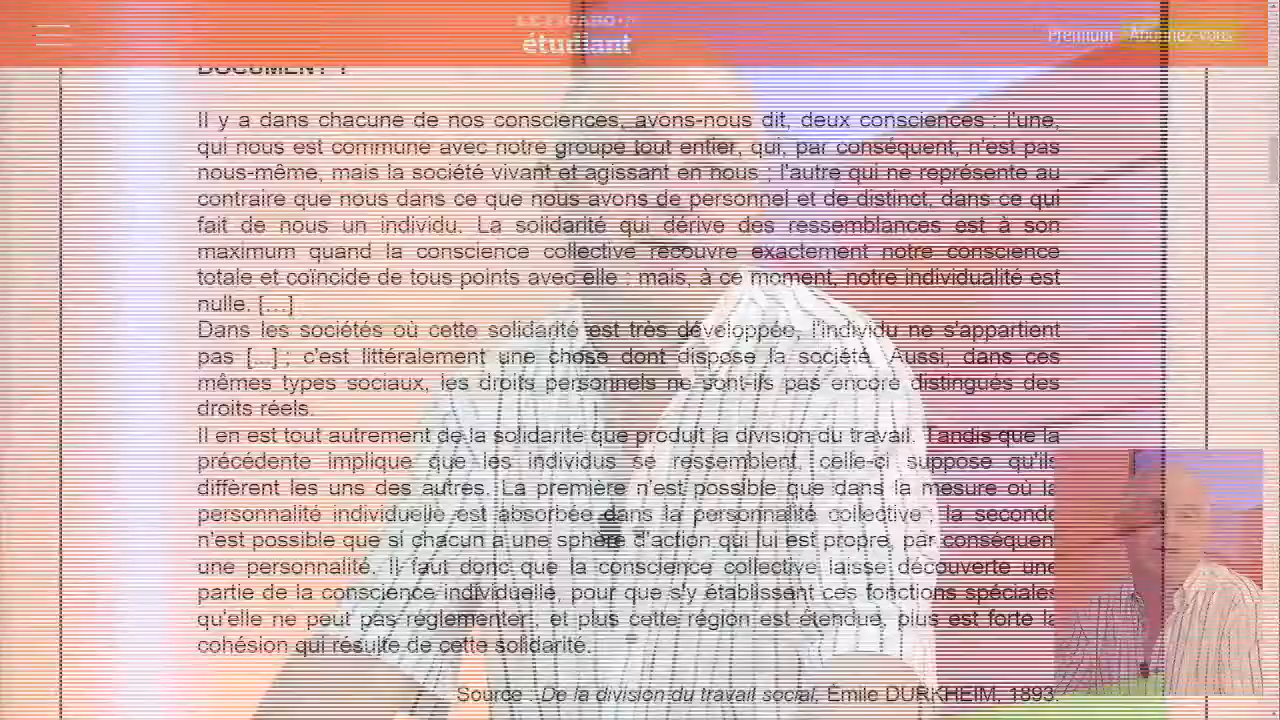 LE FIGARO
étudiant
Premium
Abonnez-vous
DOCUMENT 1
Il y a dans chacune de nos consciences, avons-nous dit, deux consciences : l'une,
qui nous est commune avec notre groupe tout entier, qui, par conséquent, n'est pas
nous-même, mais la société vivant et agissant en nous ; l'autre qui ne représente au
contraire que nous dans ce que nous avons de personnel et de distinct, dans ce qui
fait de nous un individu. La solidarité qui dérive des ressemblances est à son
maximum quand la conscience collective recouvre exactement notre conscience
totale et coïncide de tous points avec elle : mais, à ce moment, notre individualité est
nulle. […]
Dans les sociétés où cette solidarité est très développée, l'individu ne s'appartient
pas […] ; c'est littéralement une chose dont dispose la société. Aussi, dans ces
mêmes types sociaux, les droits personnels ne sont-ils pas encore distingués des
droits réels.
Il en est tout autrement de la solidarité que produit la division du travail. Tandis que la
précédente implique que les individus se ressemblent, celle-ci suppose qu'ils
diffèrent les uns des autres. La première n'est possible que dans la mesure où la
personnalité individuelle est absorbée dans la personnalité collective ; la seconde
n'est possible que si chacun a une sphère d'action qui lui est propre, par conséquent
une personnalité. Il faut donc que la conscience collective laisse découverte une
partie de la conscience individuelle, pour que s'y établissent ces fonctions spéciales
qu'elle ne peut pas réglementer ; et plus cette région est étendue, plus est forte la
cohésion qui résulte de cette solidarité.
Source : De la division du travail social, Émile DURKHEIM, 1893.